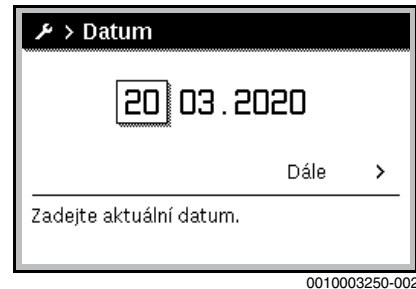 > Datum
20 03.2020
Dále >
Zadejte aktuální datum.
0010003250-002